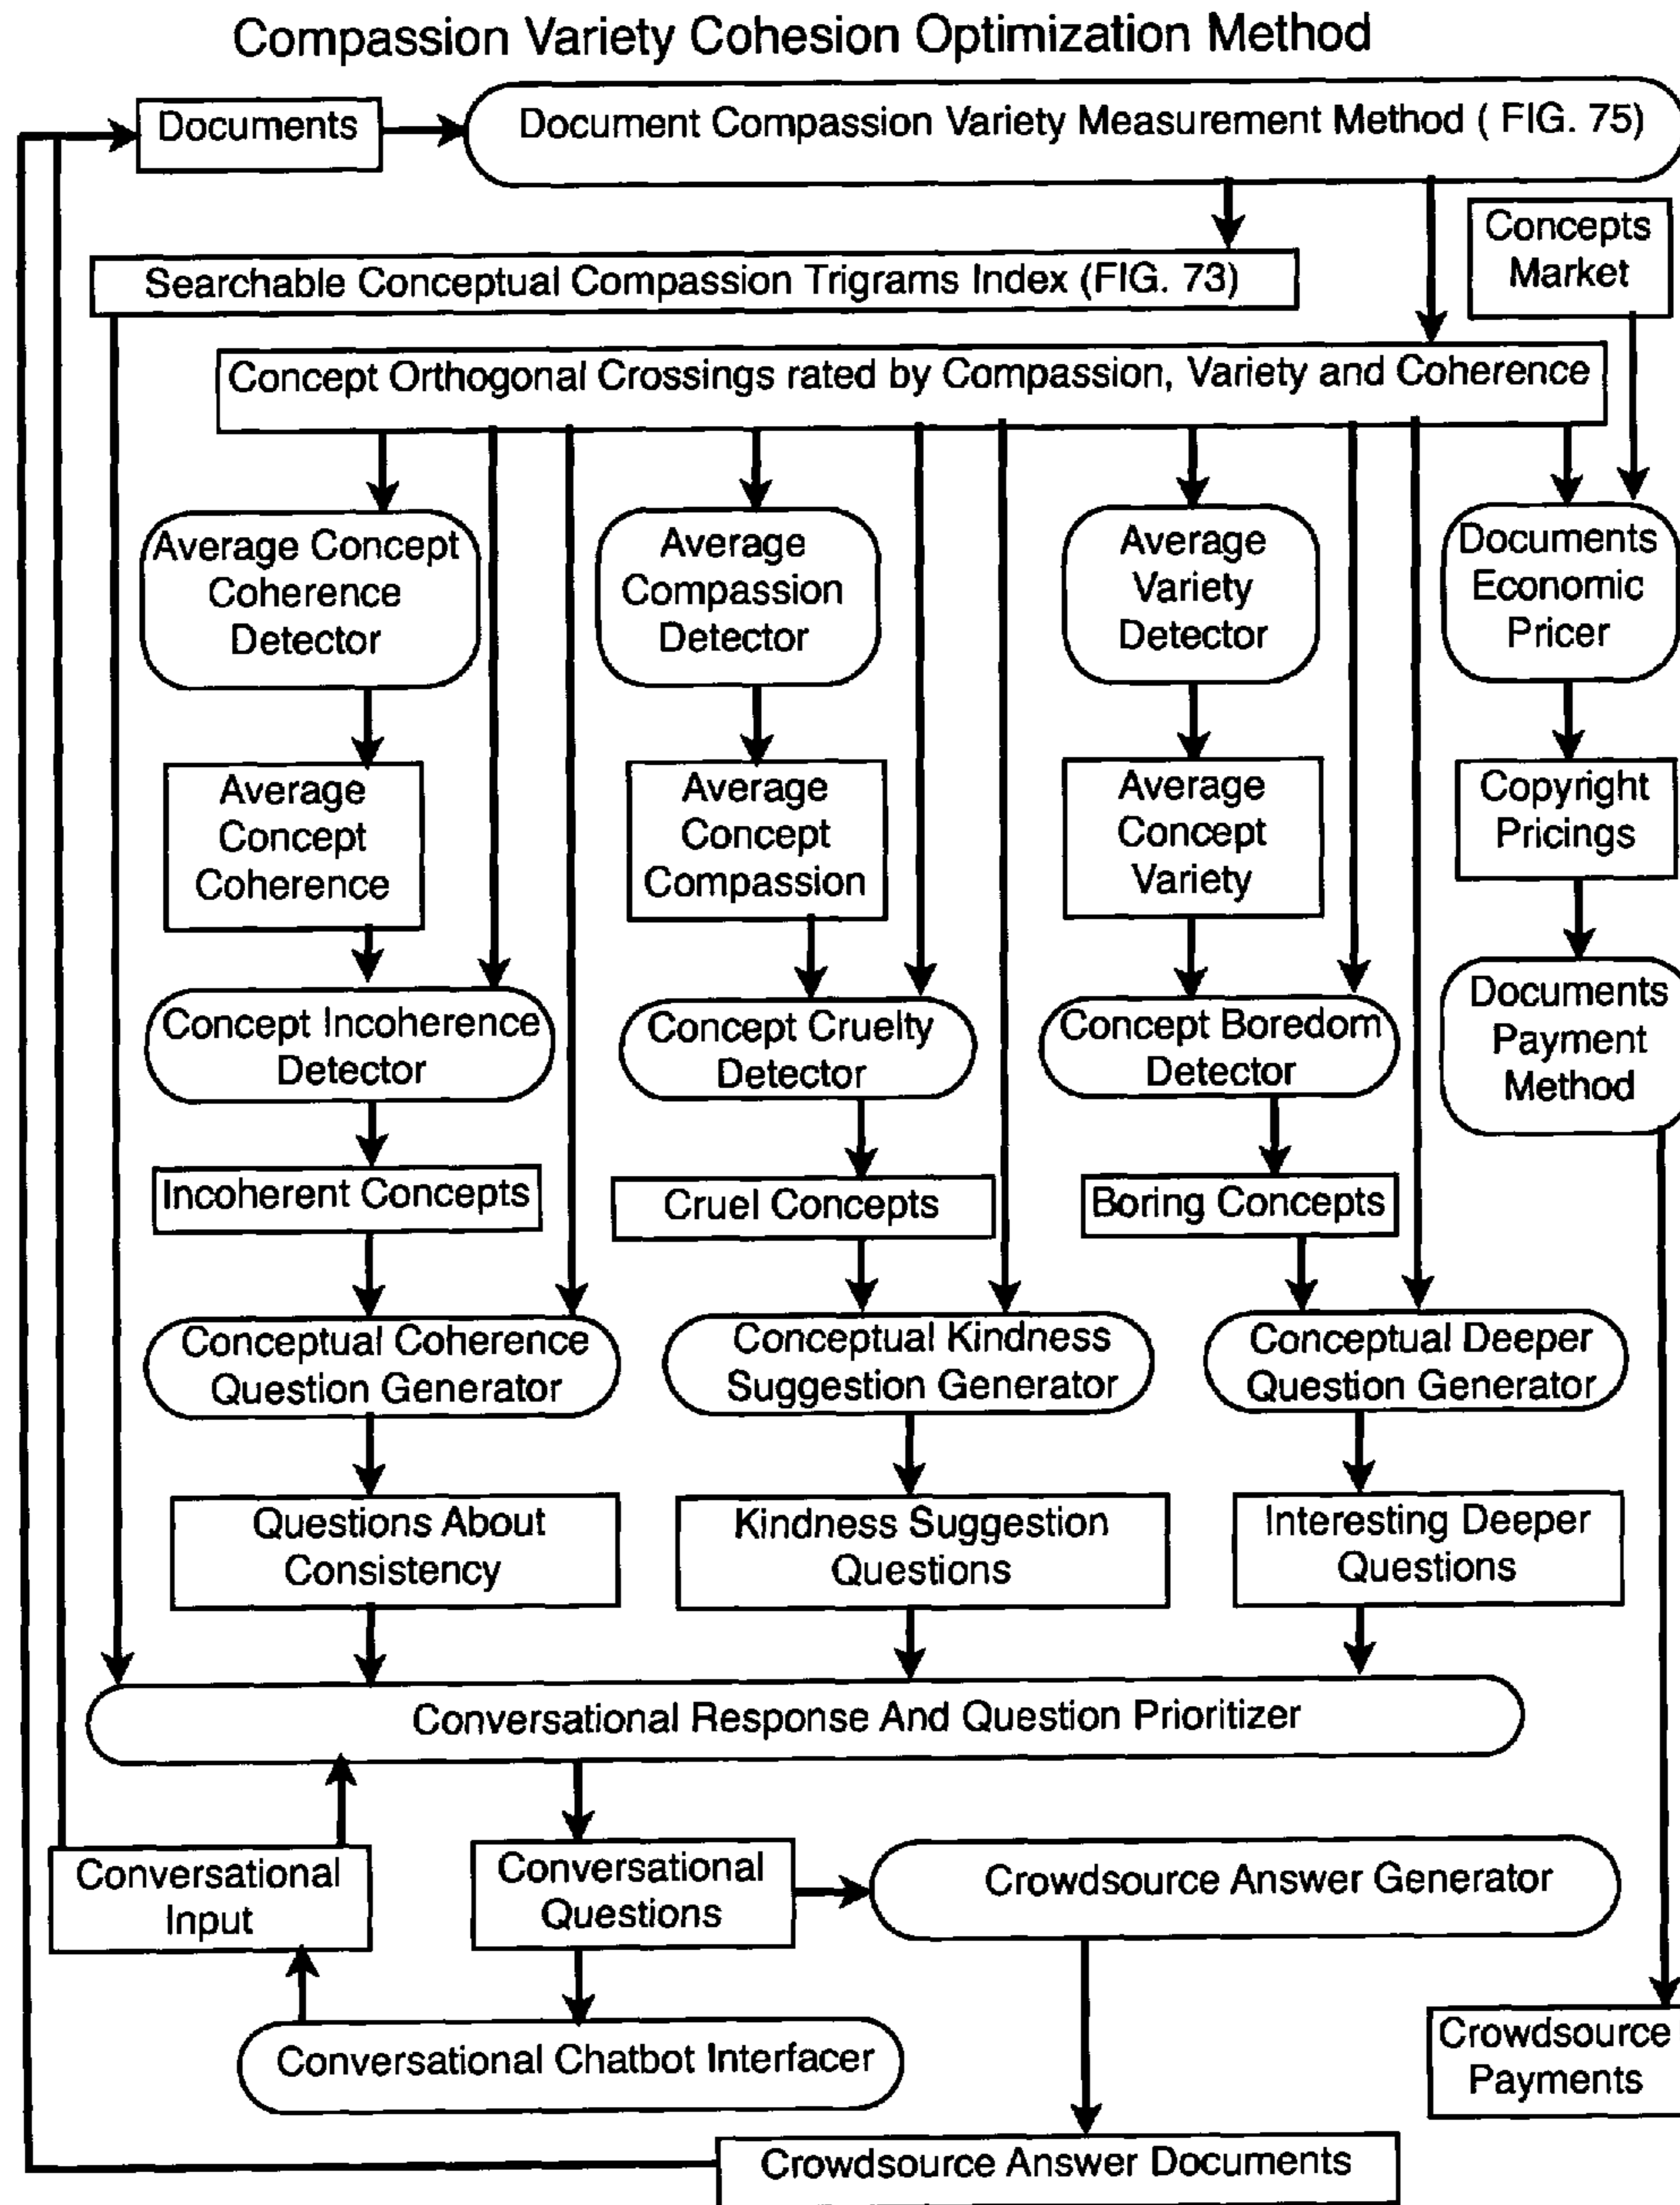 Compassion Variety Cohesion Optimization Method
Documents
Document Compassion Variety Measurement Method ( FIG. 75)
Concepts
Market
Searchable Conceptual Compassion Trigrams Index (FIG. 73)
Concept Orthogonal Crossings rated by Compassion, Variety and Coherence
Average Concept
Coherence
Detector
Average
Compassion
Detector
Average
Variety
Detector
Documents
Economic
Pricer
Average
Concept
Coherence
Average
Concept
Compassion
Average
Concept
Variety
Copyright
Pricings
Concept Incoherence
Detector
Concept Cruelty
Detector
Concept Boredom
Detector
Documents
Payment
Method
Incoherent Concepts
Cruel Concepts
Boring Concepts
Conceptual Coherence
Question Generator
Conceptual Kindness
Suggestion Generator
Conceptual Deeper
Question Generator
Questions About
Consistency
Kindness Suggestion
Questions
Interesting Deeper
Questions
Conversational Response And Question Prioritizer
Conversational
Input
Conversational
Questions
Crowdsource Answer Generator
Conversational Chatbot Interfacer
Crowdsource
Payments
Crowdsource Answer Documents